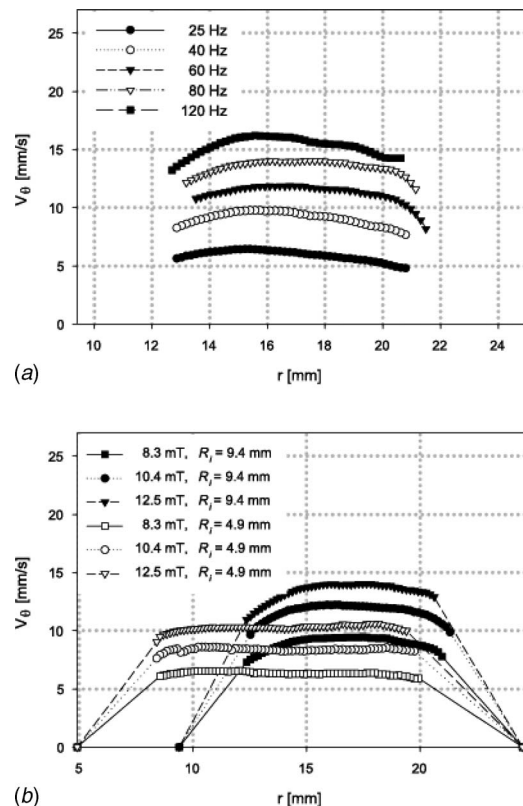 25 Hz
40 Hz
60 Hz
80 Hz
120 Hz
25
20
15
10
5
0
Vθ [mm/s]
10 12 14 16 18 20 22 24
r [mm]
(a)
8.3 mT, Ri = 9.4 mm
10.4 mT, Ri = 9.4 mm
12.5 mT, Ri = 9.4 mm
8.3 mT, Ri = 4.9 mm
10.4 mT, Ri = 4.9 mm
12.5 mT, Ri = 4.9 mm
25
20
15
10
5
0
Vθ [mm/s]
5 10 15 20
r [mm]
(b)